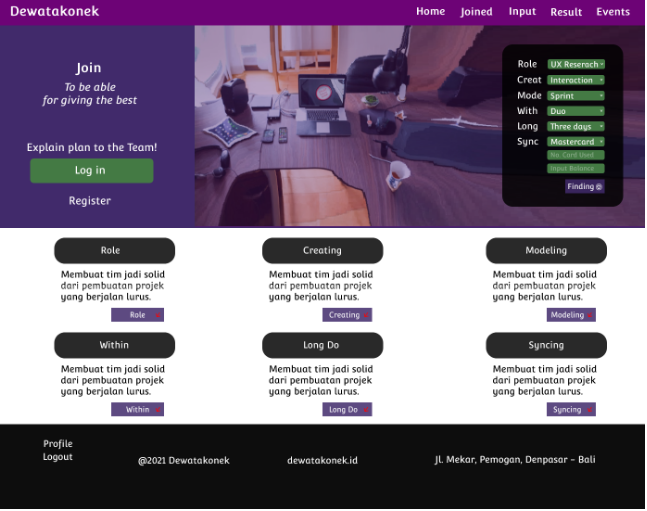 Dewatakonek
Home Joined Input Result Events
Join
To be able
for giving the best
Explain plan to the Team!
Log in
Register
Role UX Reserach
Creat Interaction
Mode Sprint
With Duo
Long Three days
Sync Mastercard
No. Card Used
Input Balance
Finding @
Role Creating Modeling
Membuat tim jadi solid Membuat tim jadi solid Membuat tim jadi solid
dari pembuatan projek dari pembuatan projek dari pembuatan projek
yang berjalan lurus. yang berjalan lurus. yang berjalan lurus.
Role Creating Modeling
Within Long Do Syncing
Membuat tim jadi solid Membuat tim jadi solid Membuat tim jadi solid
dari pembuatan projek dari pembuatan projek dari pembuatan projek
yang berjalan lurus. yang berjalan lurus. yang berjalan lurus.
Within Long Do Syncing
Profile
Logout
@2021 Dewatakonek dewatakonek.id Jl. Mekar, Pemogan, Denpasar - Bali